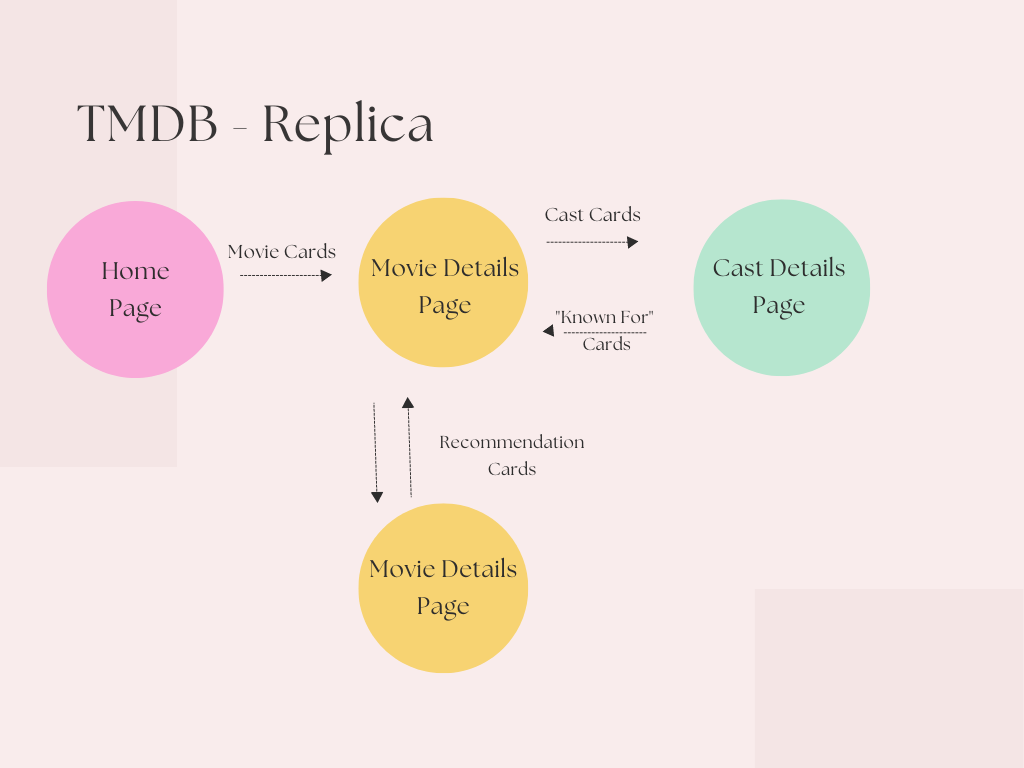 TMDB - Replica
Home
Page
Movie Cards
Movie Details
Page
Cast Cards
"Known For"
Cards
Cast Details
Page
Recommendation
Cards
Movie Details
Page